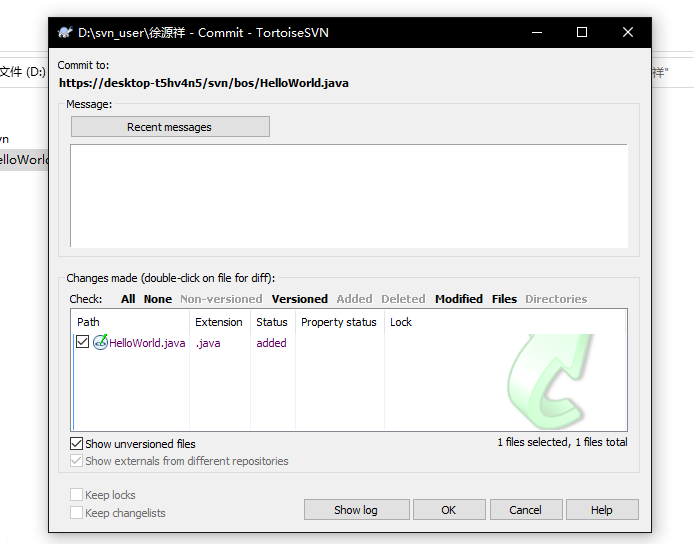 D:\svn_user\徐源祥 - Commit - TortoiseSVN
Commit to:
文件 (D:)
https://desktop-t5hv4n5/svn/bos/HelloWorld.java
祥"
Message:
Recent messages
vn
elloWorld
Changes made (double-click on file for diff):
Check: All None Non-versioned Versioned Added Deleted Modified Files Directories
Path Extension Status Property status Lock
HelloWorld.java .java added
Show unversioned files
1 files selected, 1 files total
Show externals from different repositories
Keep locks
Keep changelists
Show log OK Cancel Help